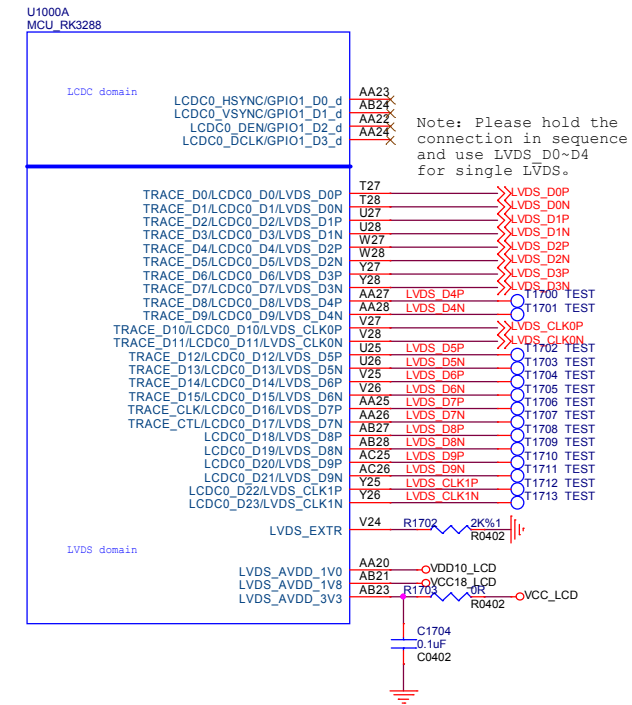 U1000A
MCU_RK3288
LCDC domain
LCDC0_HSYNC/GPIO1_D0_d AA23
LCDC0_VSYNC/GPIO1_D1_d AB24
LCDC0_DEN/GPIO1_D2_d AA22
LCDC0_DCLK/GPIO1_D3_d AA24
Note: Please hold the
connection in sequence
and use LVDS_D0~D4
for single LVDS。
TRACE_D0/LCDC0_D0/LVDS_D0P T27 LVDS_D0P
TRACE_D1/LCDC0_D1/LVDS_D0N T28 LVDS_D0N
TRACE_D2/LCDC0_D2/LVDS_D1P U27 LVDS_D1P
TRACE_D3/LCDC0_D3/LVDS_D1N U28 LVDS_D1N
TRACE_D4/LCDC0_D4/LVDS_D2P W27 LVDS_D2P
TRACE_D5/LCDC0_D5/LVDS_D2N W28 LVDS_D2N
TRACE_D6/LCDC0_D6/LVDS_D3P Y27 LVDS_D3P
TRACE_D7/LCDC0_D7/LVDS_D3N Y28 LVDS_D3N
TRACE_D8/LCDC0_D8/LVDS_D4P AA27 LVDS_D4P T1700 TEST
TRACE_D9/LCDC0_D9/LVDS_D4N AA28 LVDS_D4N T1701 TEST
TRACE_D10/LCDC0_D10/LVDS_CLK0P V27 LVDS_CLK0P
TRACE_D11/LCDC0_D11/LVDS_CLK0N V28 LVDS_CLK0N
TRACE_D12/LCDC0_D12/LVDS_D5P U25 LVDS_D5P T1702 TEST
TRACE_D13/LCDC0_D13/LVDS_D5N U26 LVDS_D5N T1703 TEST
TRACE_D14/LCDC0_D14/LVDS_D6P V25 LVDS_D6P T1704 TEST
TRACE_D15/LCDC0_D15/LVDS_D6N V26 LVDS_D6N T1705 TEST
TRACE_CLK/LCDC0_D16/LVDS_D7P AA25 LVDS_D7P T1706 TEST
TRACE_CTL/LCDC0_D17/LVDS_D7N AA26 LVDS_D7N T1707 TEST
LCDC0_D18/LVDS_D8P AB27 LVDS_D8P T1708 TEST
LCDC0_D19/LVDS_D8N AB28 LVDS_D8N T1709 TEST
LCDC0_D20/LVDS_D9P AC25 LVDS_D9P T1710 TEST
LCDC0_D21/LVDS_D9N AC26 LVDS_D9N T1711 TEST
LCDC0_D22/LVDS_CLK1P Y25 LVDS_CLK1P T1712 TEST
LCDC0_D23/LVDS_CLK1N Y26 LVDS_CLK1N T1713 TEST
LVDS_EXTR V24 R1702 2K%1
R0402
LVDS domain
LVDS_AVDD_1V0 AA20 VDD10_LCD
LVDS_AVDD_1V8 AB21 VCC18_LCD
LVDS_AVDD_3V3 AB23 R1703 0R VCC_LCD
R0402
C1704
0.1uF
C0402